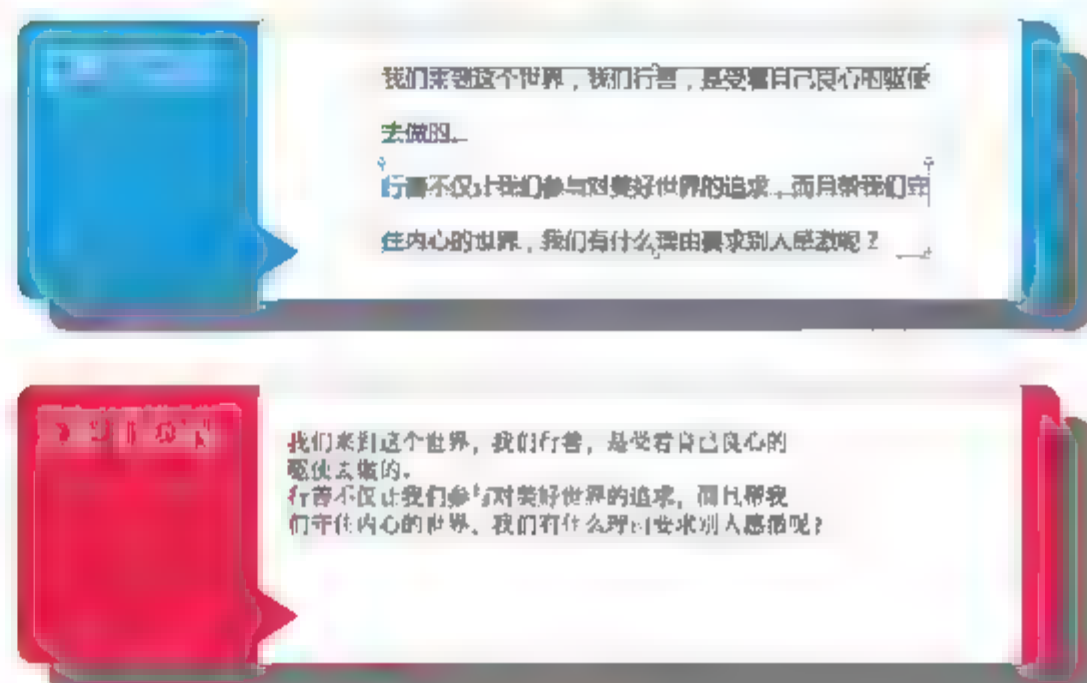 我们来到这个世界，我们行善，是受着自己良心的驱使
去做的。
行善不仅让我们参与对美好世界的追求，而且帮我们守
住内心的世界，我们有什么理由要求别人感激呢？
我们来到这个世界，我们行善，是受着自己良心的
驱使去做的。
行善不仅让我们参与对美好世界的追求，而且帮我
们守住内心的世界，我们有什么理由要求别人感激呢？